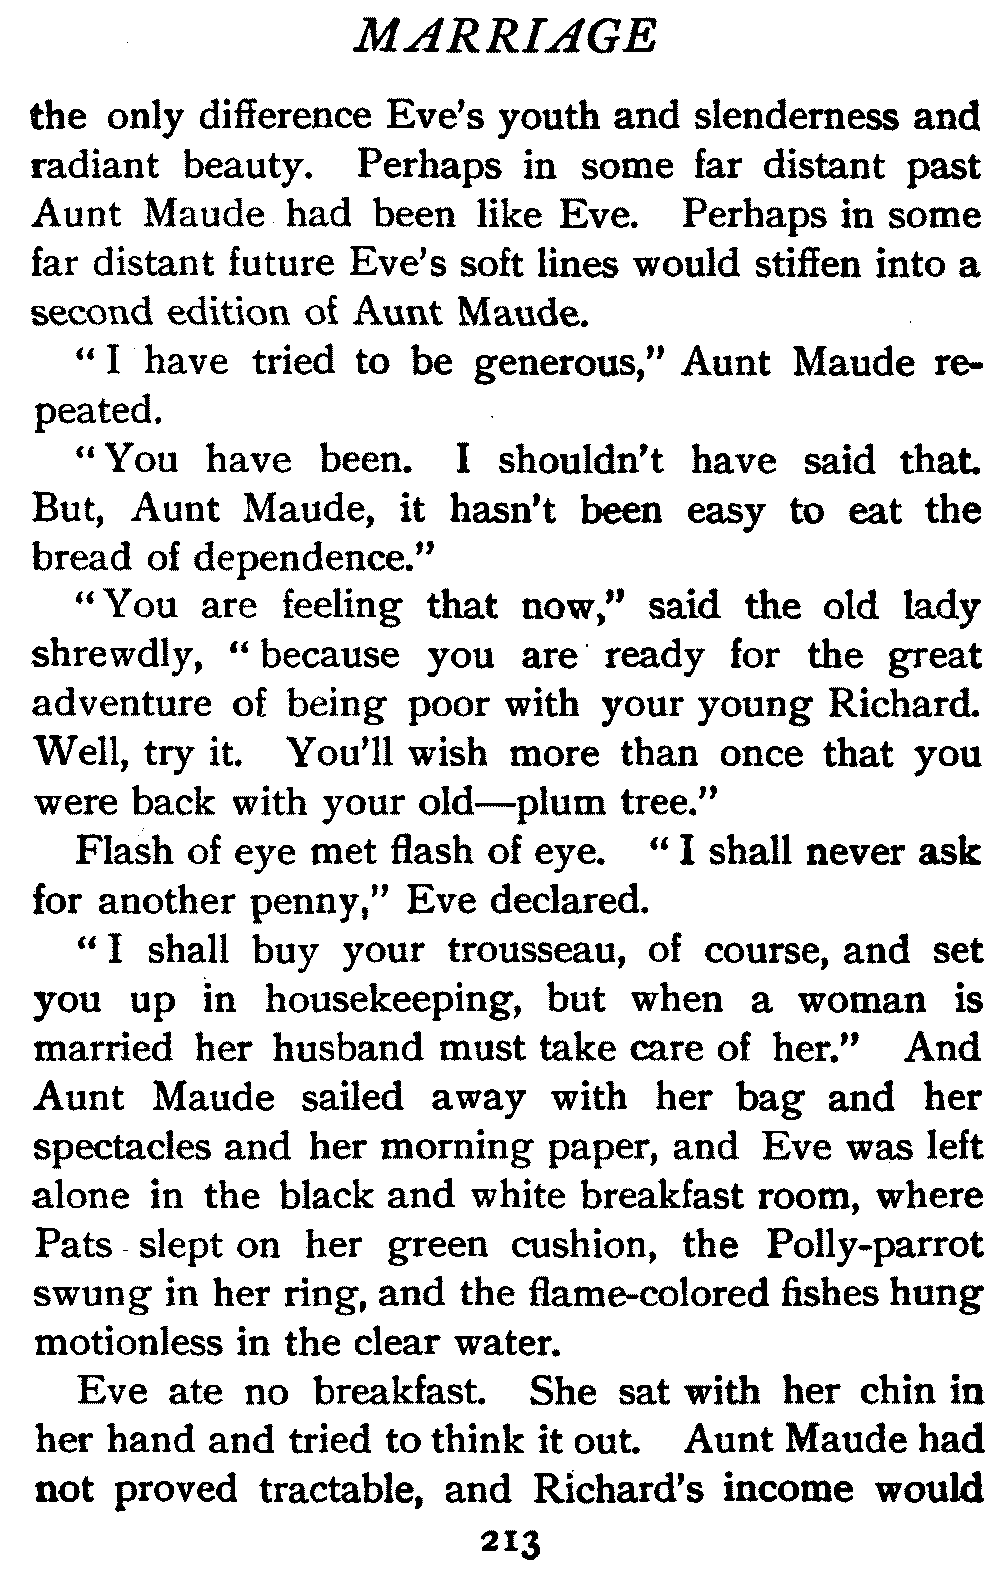 MARRIAGE
the only difference Eve's youth and slenderness and
radiant beauty. Perhaps in some far distant past
Aunt Maude had been like Eve. Perhaps in some
far distant future Eve's soft lines would stiffen into a
second edition of Aunt Maude.
"I have tried to be generous," Aunt Maude re-
peated.
"You have been. I shouldn't have said that.
But, Aunt Maude, it hasn't been easy to eat the
bread of dependence."
"You are feeling that now," said the old lady
shrewdly, "because you are ready for the great
adventure of being poor with your young Richard.
Well, try it. You'll wish more than once that you
were back with your old—plum tree."
Flash of eye met flash of eye. "I shall never ask
for another penny," Eve declared.
"I shall buy your trousseau, of course, and set
you up in housekeeping, but when a woman is
married her husband must take care of her." And
Aunt Maude sailed away with her bag and her
spectacles and her morning paper, and Eve was left
alone in the black and white breakfast room, where
Pats slept on her green cushion, the Polly-parrot
swung in her ring, and the flame-colored fishes hung
motionless in the clear water.
Eve ate no breakfast. She sat with her chin in
her hand and tried to think it out. Aunt Maude had
not proved tractable, and Richard's income would
213